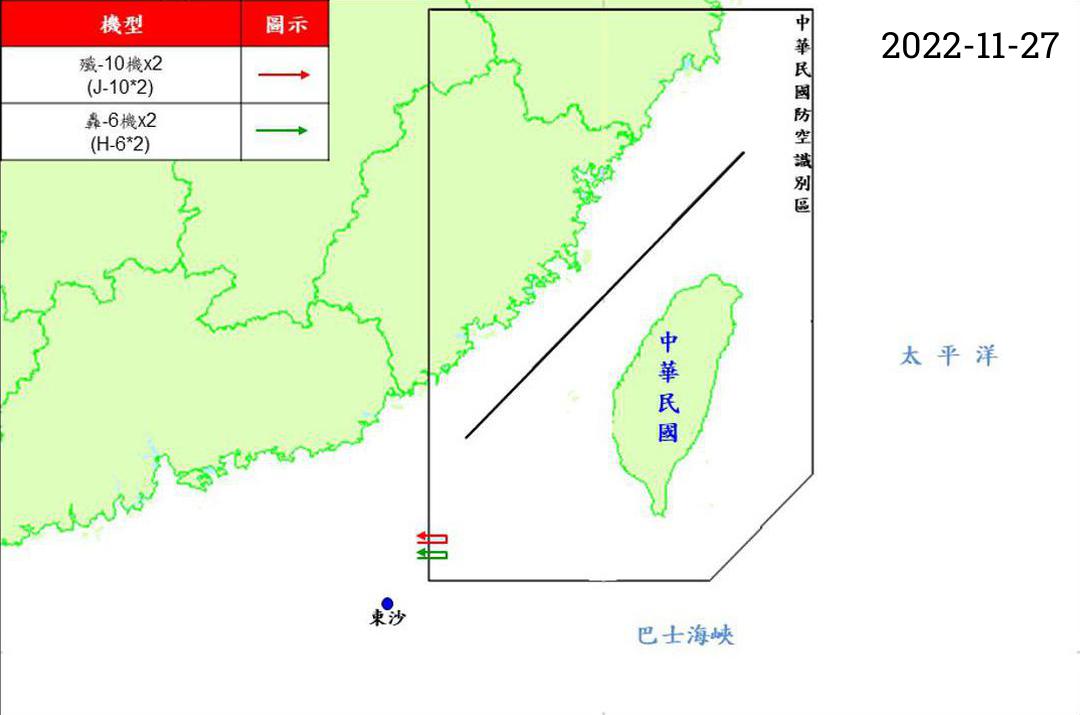 機型 圖示
殲-10機x2
(J-10*2)
轟-6機x2
(H-6*2)
2022-11-27
中華民國防空識別區
中華民國
太平洋
東沙
巴士海峽